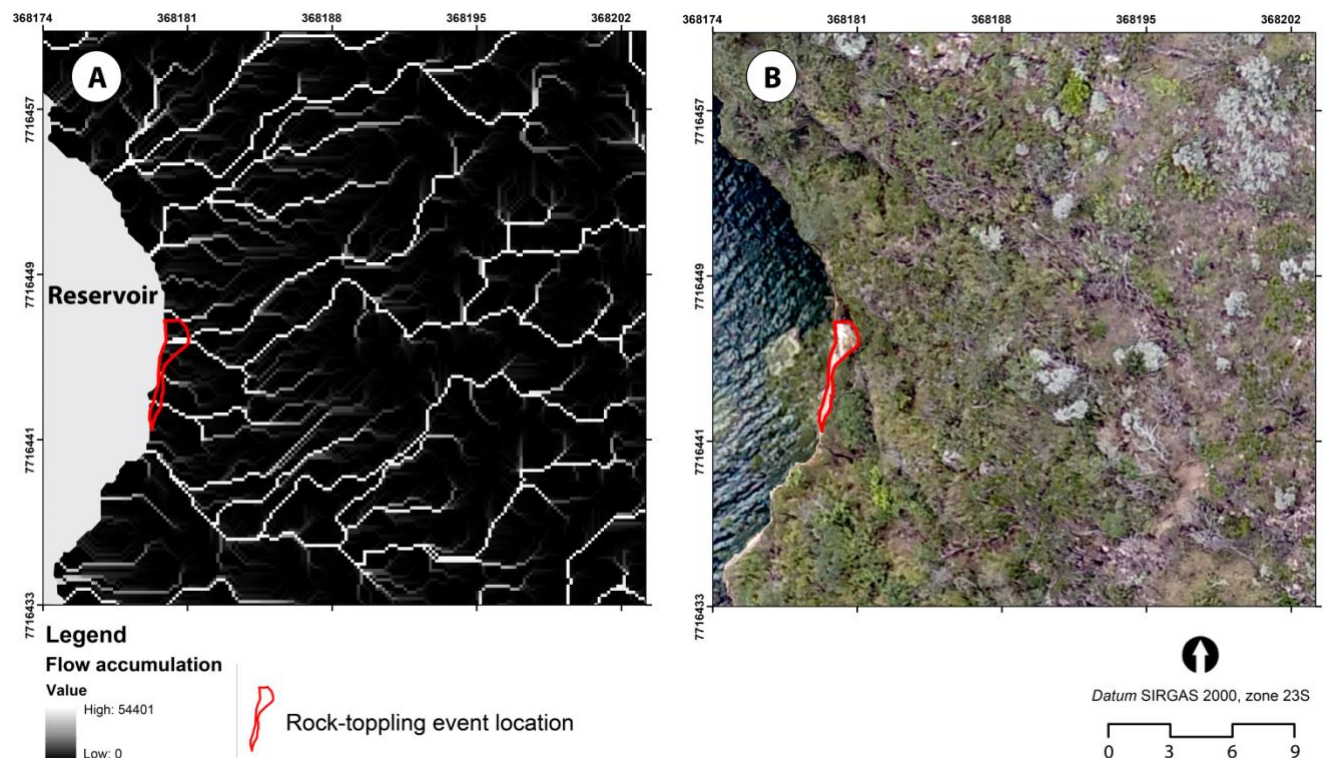 368174 368181 368188 368195 368202
368174 368181 368188 368195 368202
A
B
7716457
7716449
7716441
7716433
7716457
7716449
7716441
7716433
Reservoir
Legend
Flow accumulation
Value
High: 54401
Low: 0
Rock-toppling event location
Datum SIRGAS 2000, zone 23S
0 3 6 9